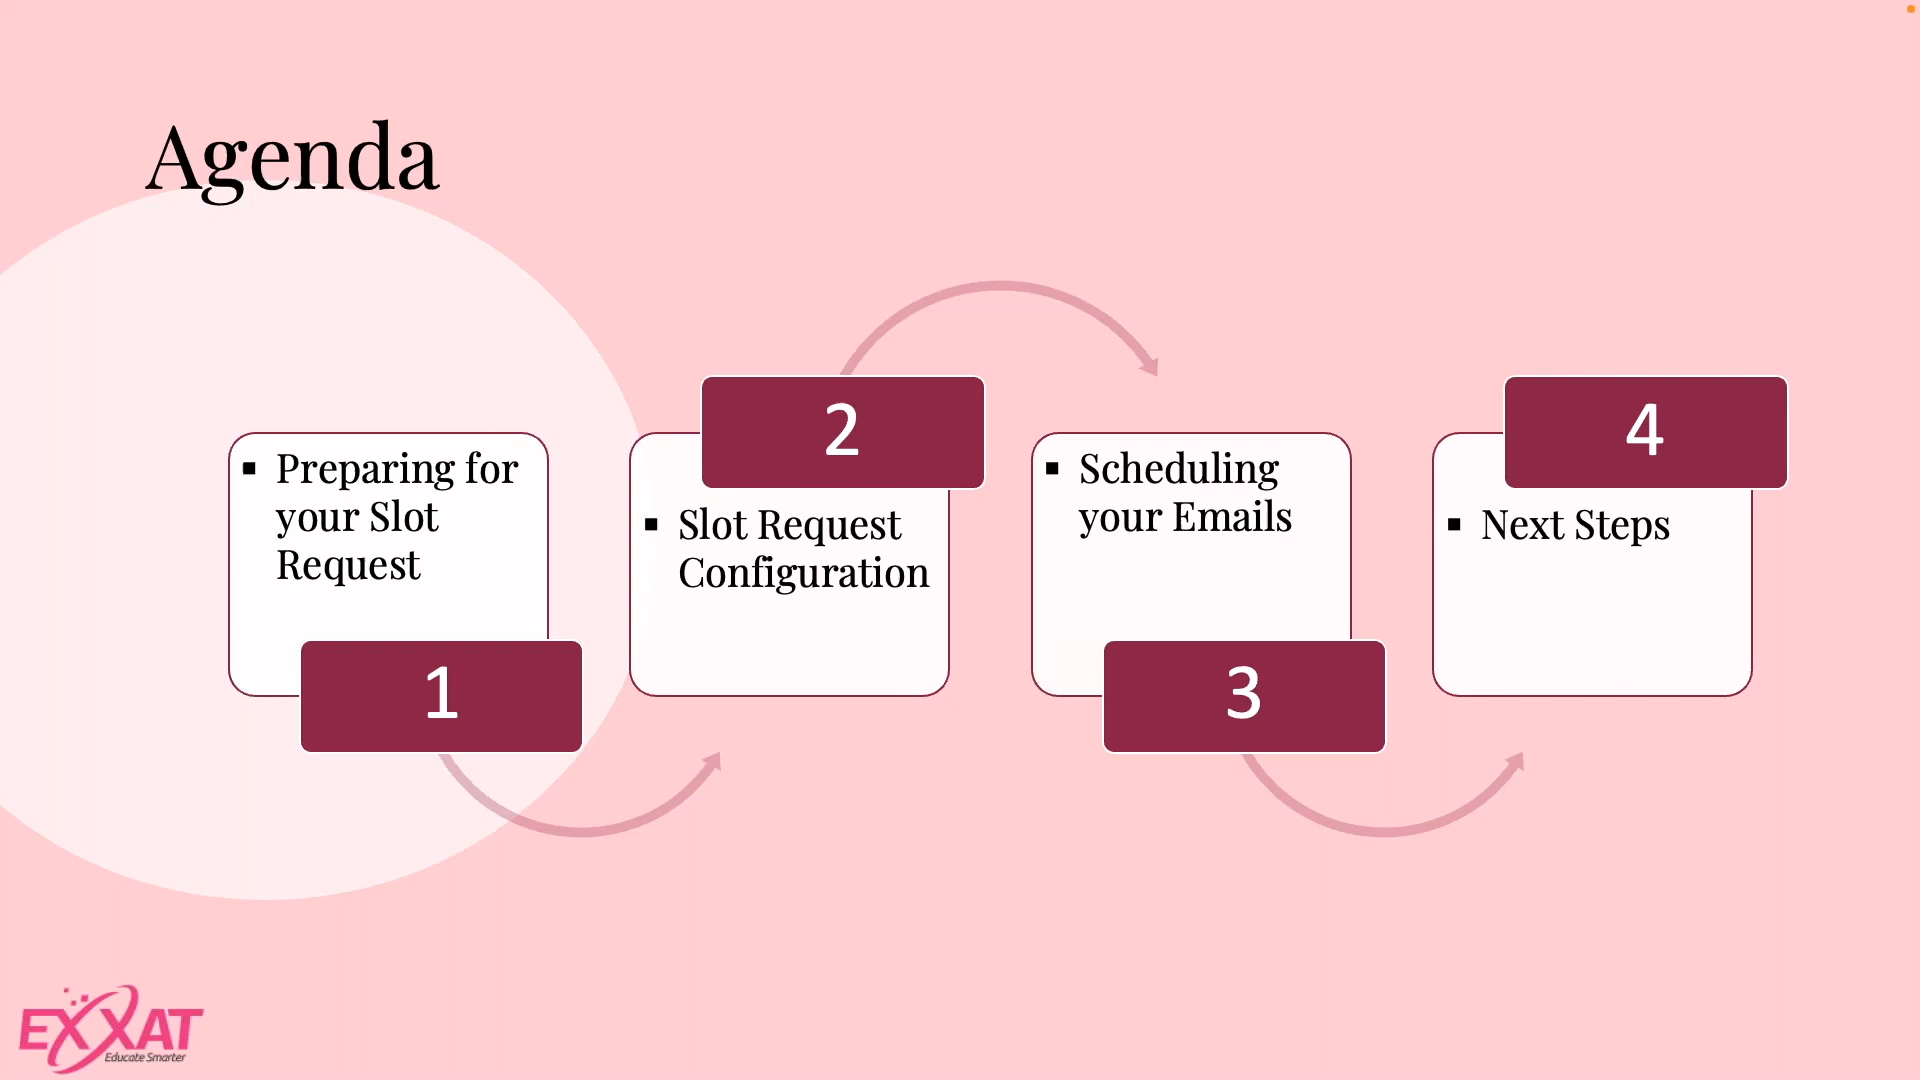 Agenda
▪ Preparing for
your Slot
Request
1
2
▪ Slot Request
Configuration
▪ Scheduling
your Emails
3
4
▪ Next Steps
EXXAT
Educate Smarter